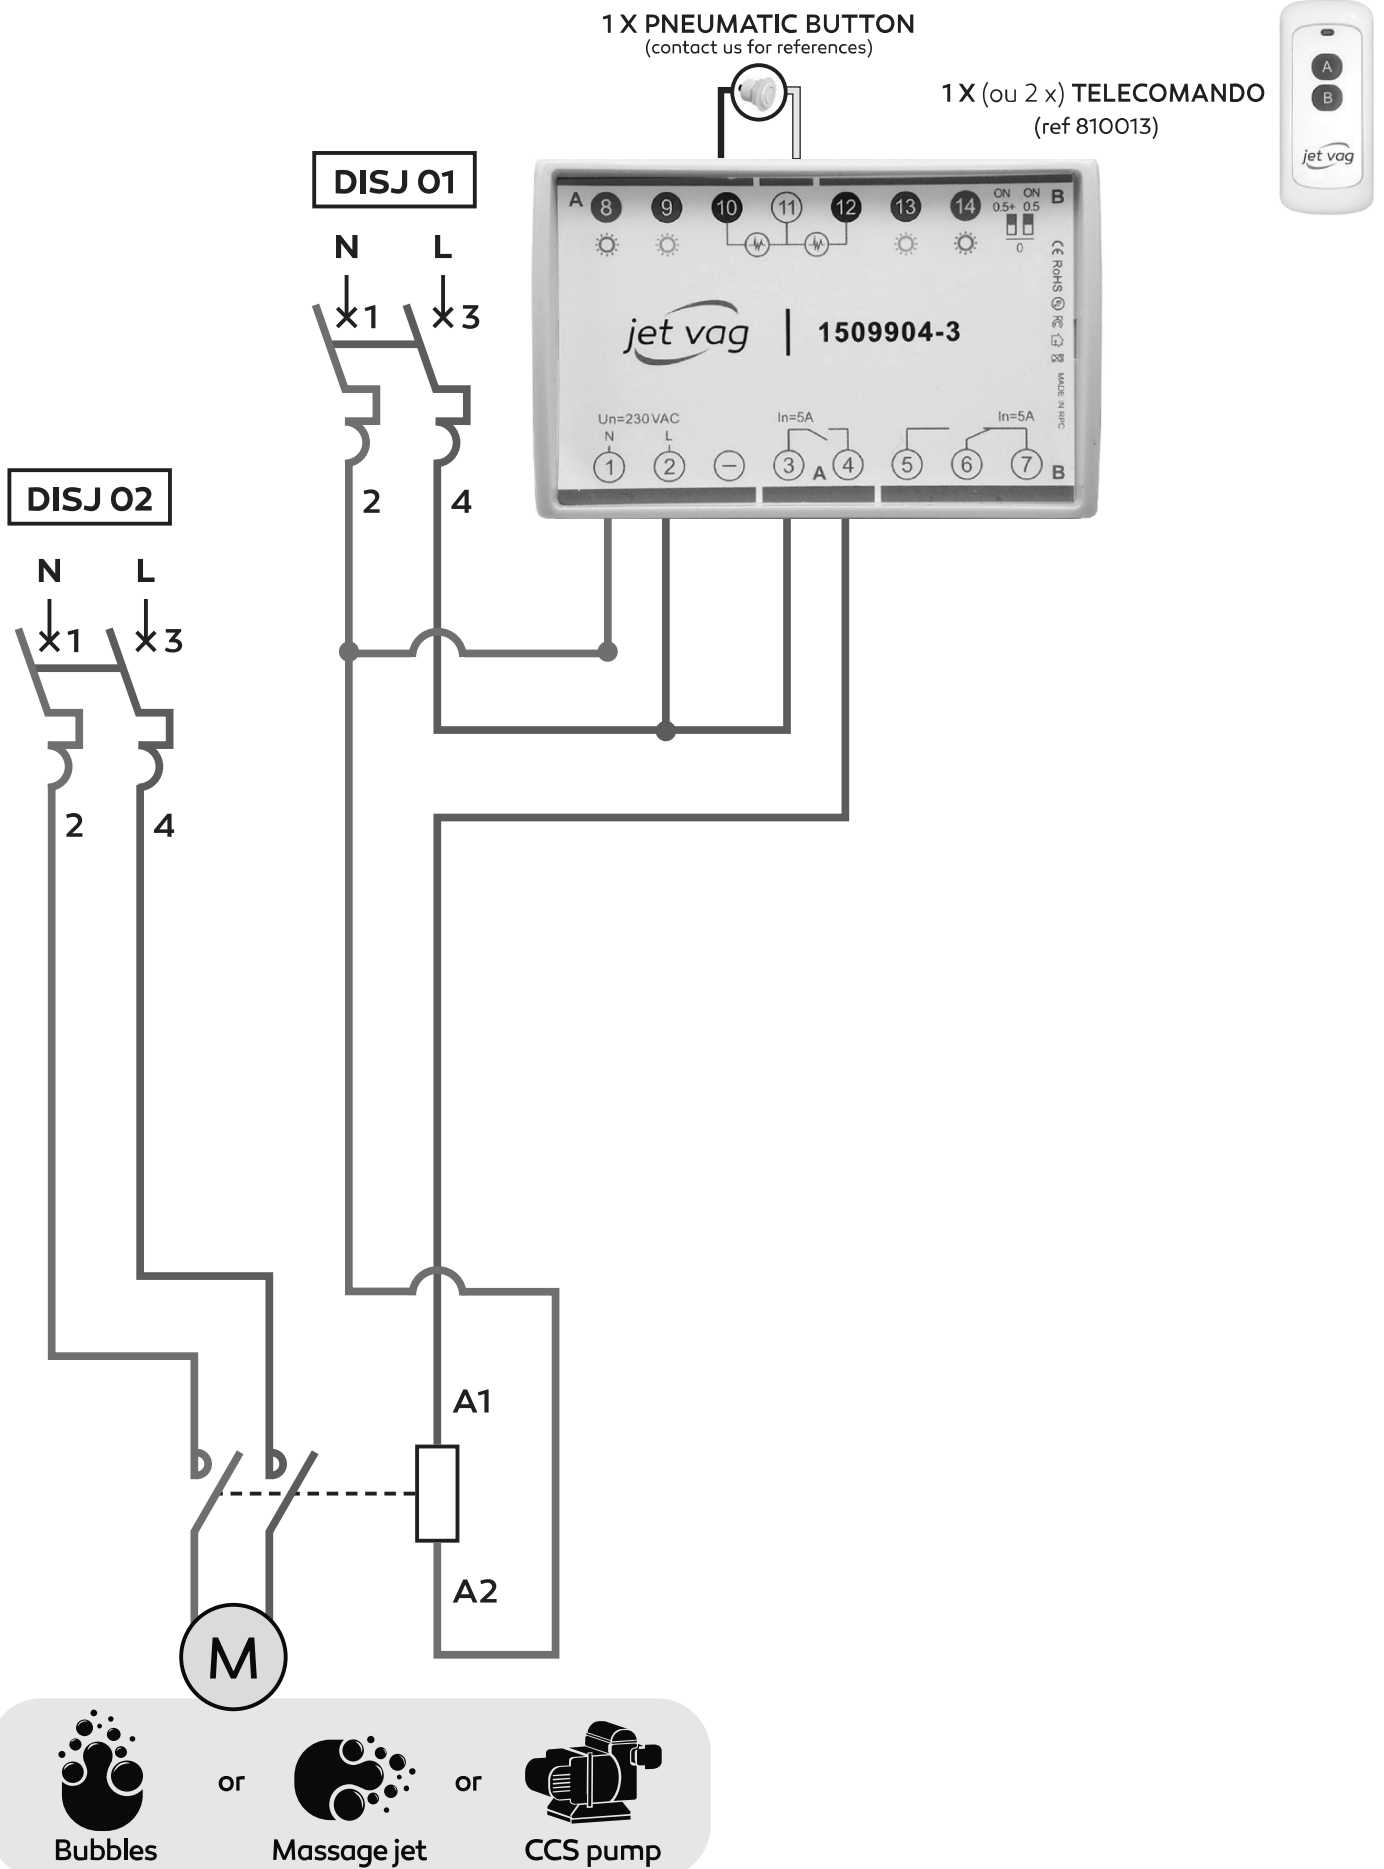 1 X PNEUMATIC BUTTON
(contact us for references)
1 X (ou 2 x) TELECOMANDO
(ref 810013)
A
B
jet vag
DISJ 01
N L
1 3
2 4
A 8 9 10 11 12 13 14 ON ON B
0.5+ 0.5
0
CE RoHS
jet vag | 1509904-3
MADE IN RPC
Un=230 VAC In=5A In=5A
N L
1 2 – 3 A 4 5 6 7 B
DISJ 02
N L
1 3
2 4
A1
A2
M
or or
Bubbles Massage jet CCS pump